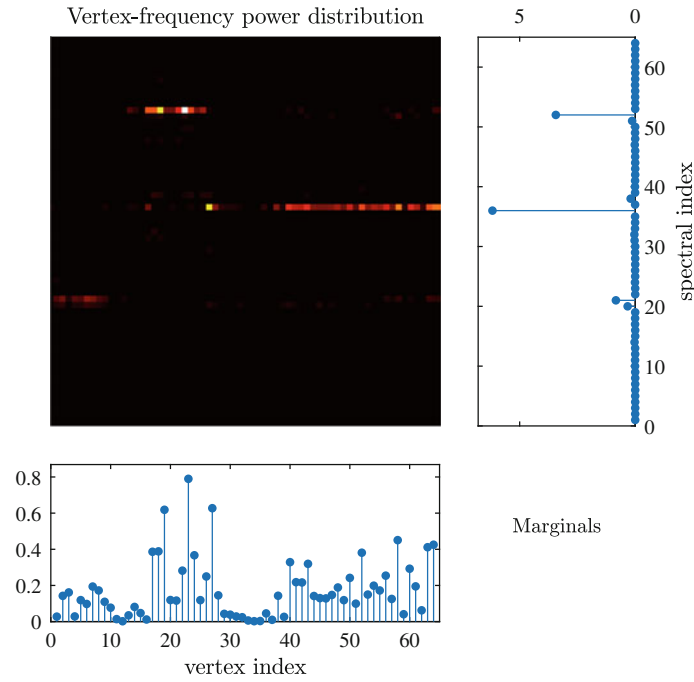 Vertex-frequency power distribution
5 0
60
50
40
30
20
10
0
spectral index
0.8
0.6
0.4
0.2
0
0 10 20 30 40 50 60
vertex index
Marginals